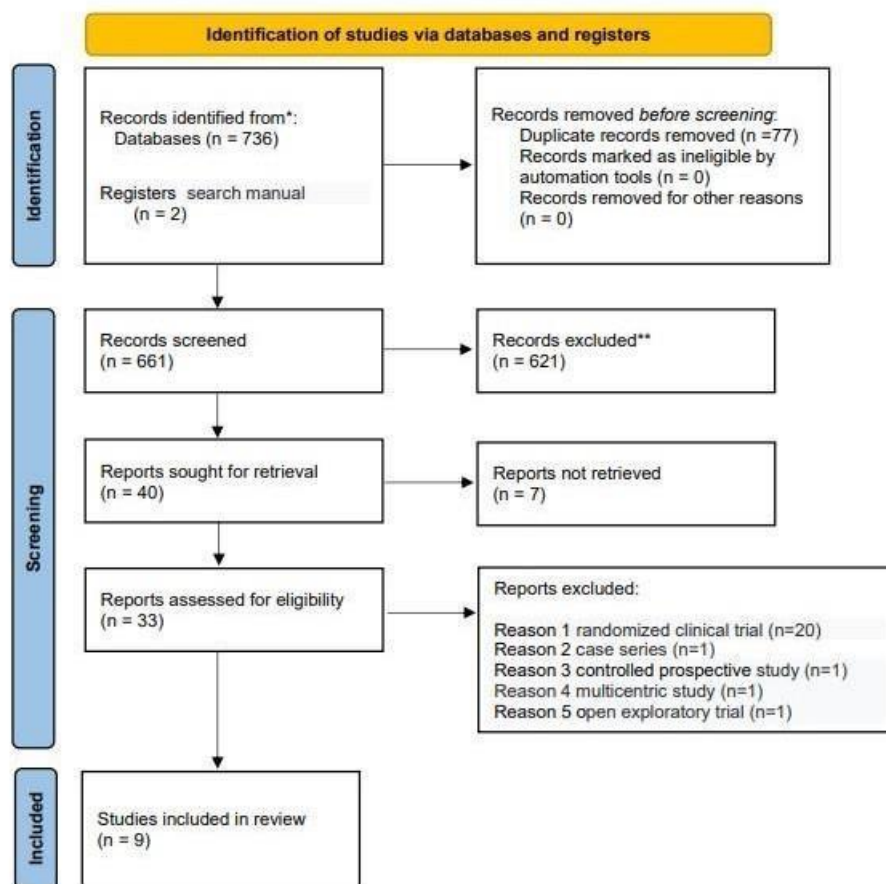 Identification of studies via databases and registers
Identification
Records identified from*:
Databases (n = 736)
Registers search manual
(n = 2)
Records removed before screening:
Duplicate records removed (n =77)
Records marked as ineligible by
automation tools (n = 0)
Records removed for other reasons
(n = 0)
Screening
Records screened
(n = 661)
Records excluded**
(n = 621)
Reports sought for retrieval
(n = 40)
Reports not retrieved
(n = 7)
Reports assessed for eligibility
(n = 33)
Reports excluded:
Reason 1 randomized clinical trial (n=20)
Reason 2 case series (n=1)
Reason 3 controlled prospective study (n=1)
Reason 4 multicentric study (n=1)
Reason 5 open exploratory trial (n=1)
Included
Studies included in review
(n = 9)